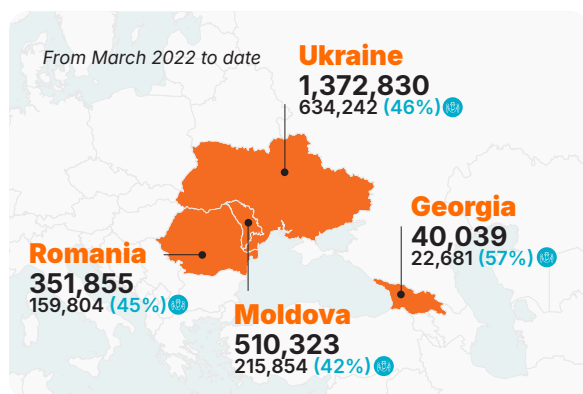 From March 2022 to date
Ukraine
1,372,830
634,242 (46%)
Georgia
40,039
22,681 (57%)
Romania
351,855
159,804 (45%)
Moldova
510,323
215,854 (42%)